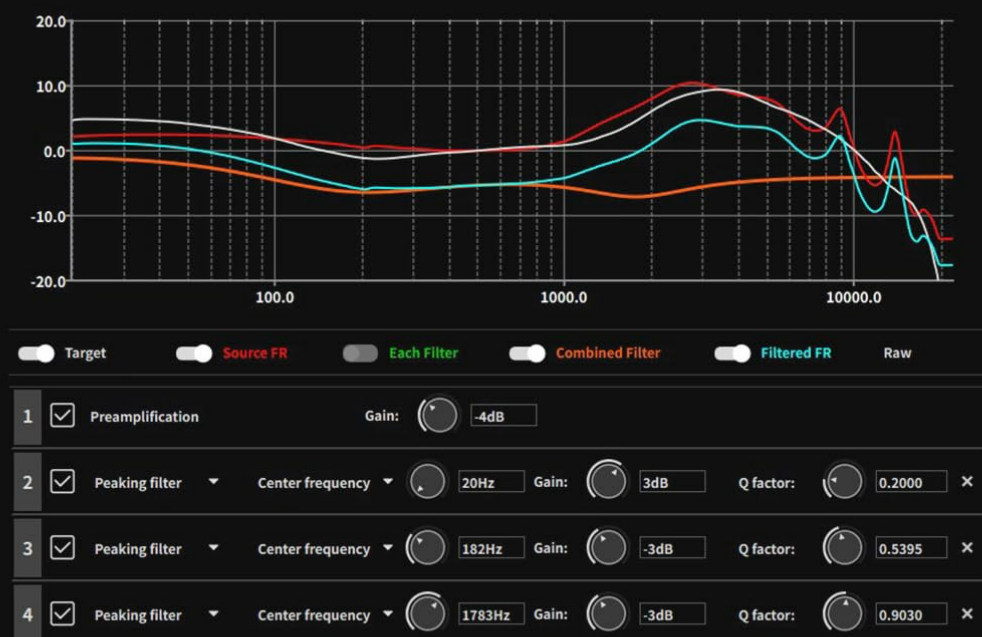 20.0
10.0
0.0
-10.0
-20.0
100.0 1000.0 10000.0
Target Source FR Each Filter Combined Filter Filtered FR Raw
1 Preamplification Gain: -4dB
2 Peaking filter Center frequency 20Hz Gain: 3dB Q factor: 0.2000 ×
3 Peaking filter Center frequency 182Hz Gain: -3dB Q factor: 0.5395 ×
4 Peaking filter Center frequency 1783Hz Gain: -3dB Q factor: 0.9030 ×